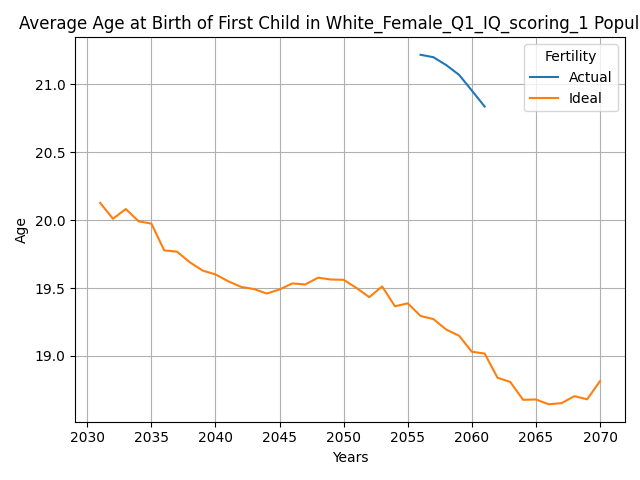 Average Age at Birth of First Child in White_Female_Q1_IQ_scoring_1 Popul
Fertility
Actual
Ideal
21.0
20.5
20.0
19.5
19.0
Age
2030 2035 2040 2045 2050 2055 2060 2065 2070
Years